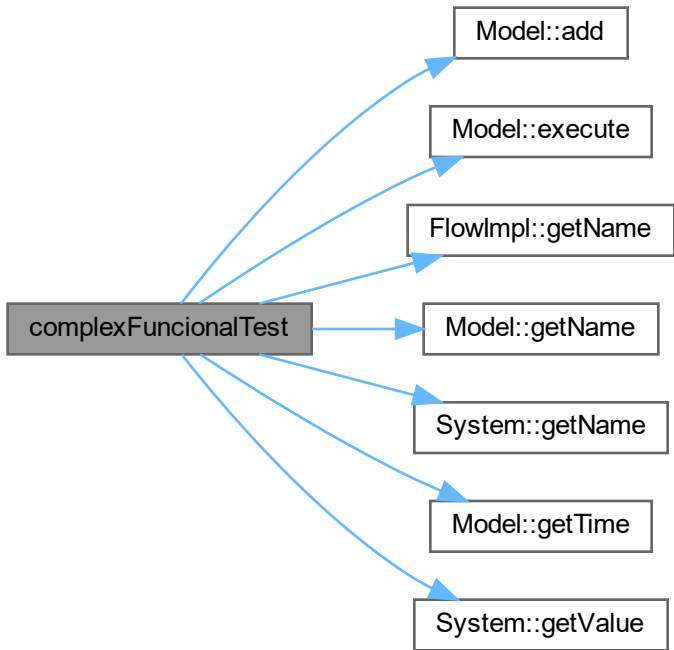 Model::add
Model::execute
FlowImpl::getName
complexFuncionalTest
Model::getName
System::getName
Model::getTime
System::getValue